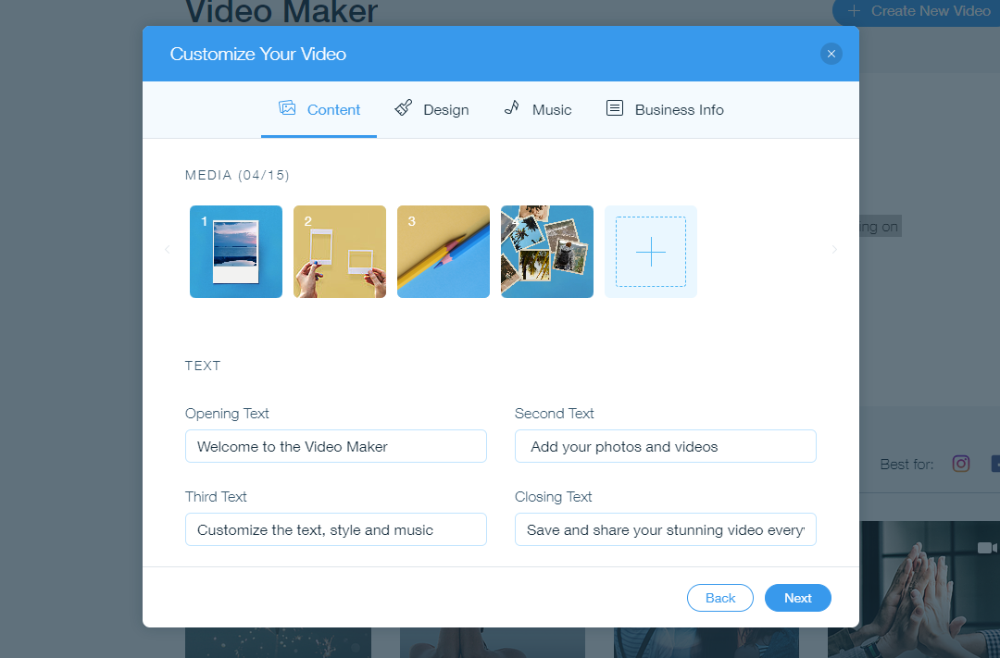 Video Maker
Create New Video
Customize Your Video
Content
Design
Music
Business Info
MEDIA (04/15)
1
2
3
4
ing on
TEXT
Opening Text
Second Text
Welcome to the Video Maker
Add your photos and videos
Best for:
Third Text
Closing Text
Customize the text, style and music
Save and share your stunning video every
Back
Next